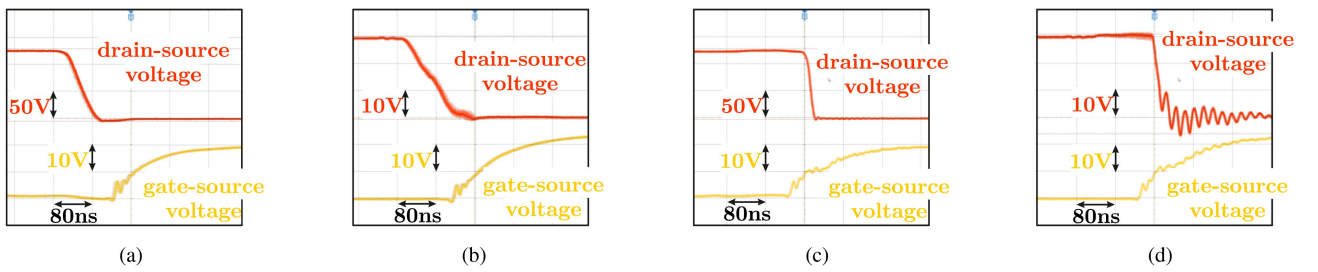 drain-source
voltage
50V
10V
gate-source
voltage
80ns
(a)
drain-source
voltage
10V
10V
gate-source
voltage
80ns
(b)
drain-source
voltage
50V
10V
gate-source
voltage
80ns
(c)
drain-source
voltage
10V
10V
gate-source
voltage
80ns
(d)